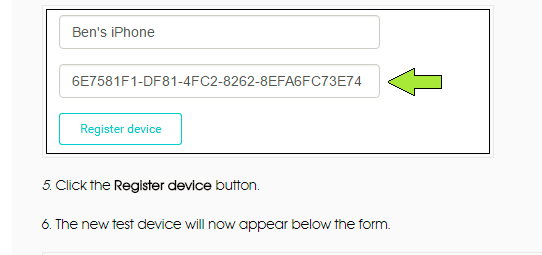 Ben's iPhone
6E7581F1-DF81-4FC2-8262-8EFA6FC73E74
Register device
5. Click the Register device button.
6. The new test device will now appear below the form.